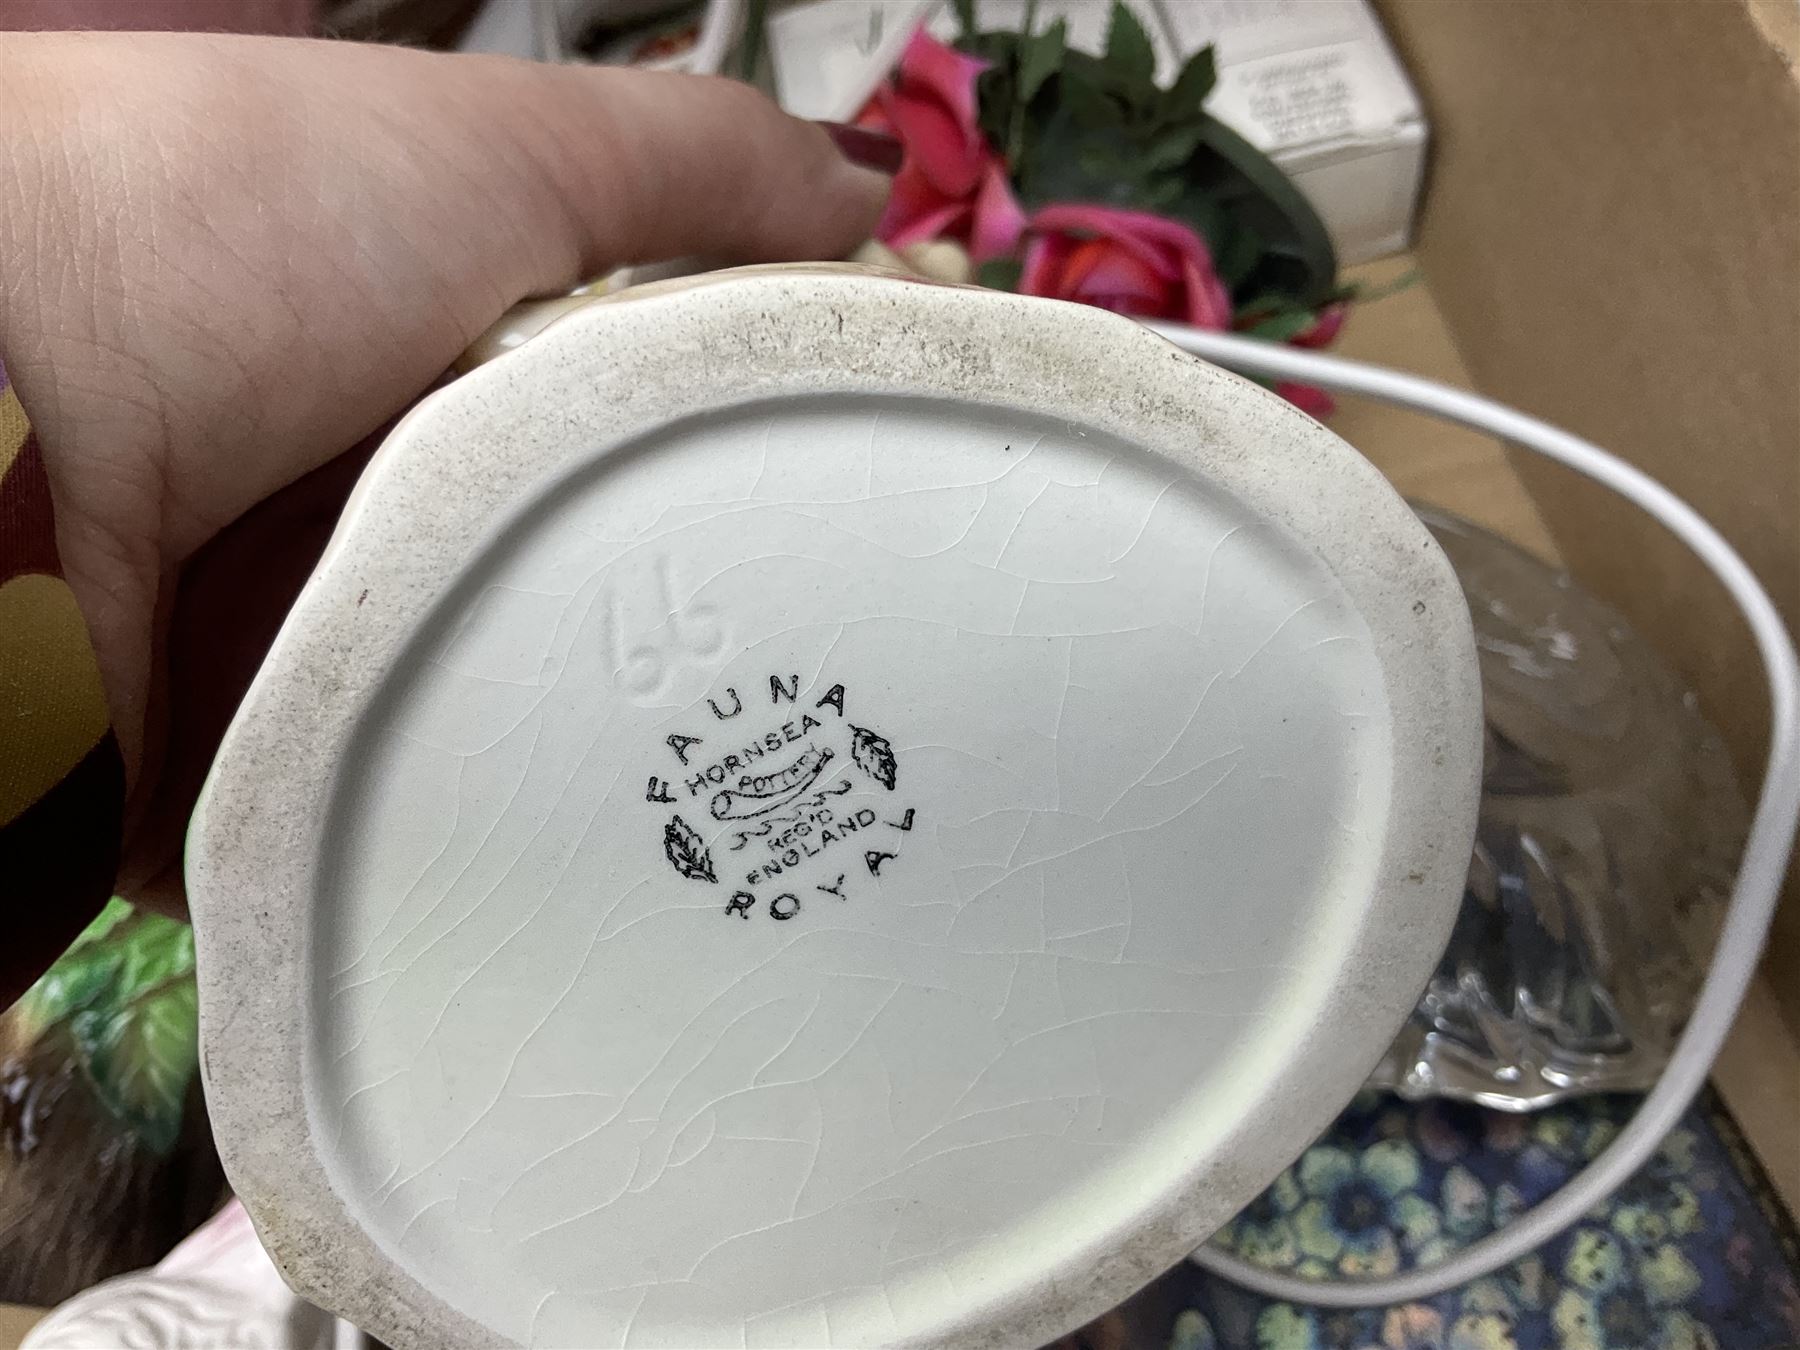 66
FAUNA
HORNSEA
POTTERY
REG'D
ENGLAND
ROYAL